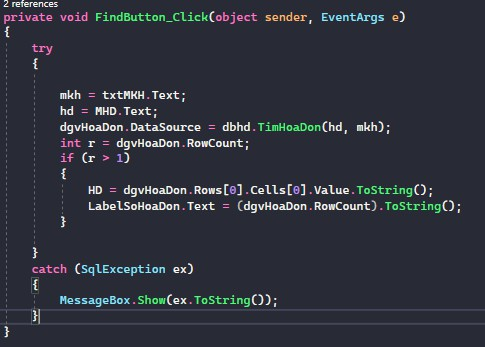 2 references
private void FindButton_Click(object sender, EventArgs e)
{
try
{
mkh = txtMKH.Text;
hd = MHD.Text;
dgvHoaDon.DataSource = dbhd.TimHoaDon(hd, mkh);
int r = dgvHoaDon.RowCount;
if (r > 1)
{
HD = dgvHoaDon.Rows[0].Cells[0].Value.ToString();
LabelSoHoaDon.Text = (dgvHoaDon.RowCount).ToString();
}
}
catch (SqlException ex)
{
MessageBox.Show(ex.ToString());
}
}